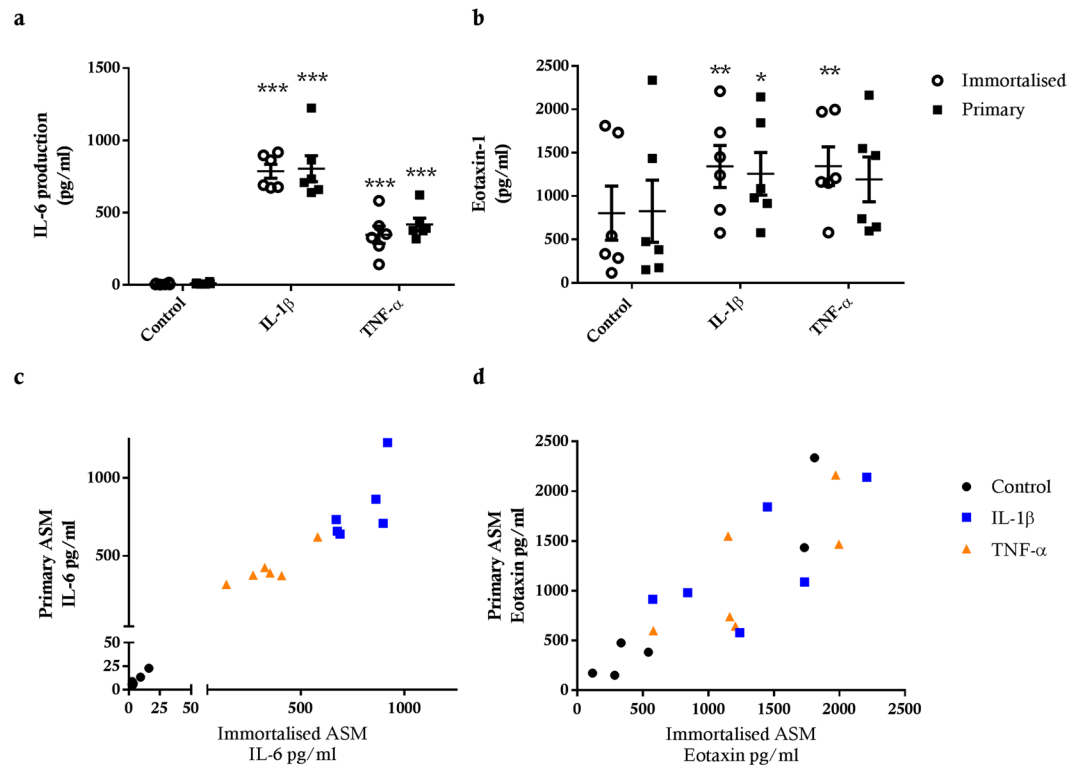 a
b
IL-6 production
(pg/ml)
1500
1000
500
0
***
***
***
***
Control
IL-1β
TNF-α
Eotaxin-1
(pg/ml)
2500
2000
1500
1000
500
0
**
*
**
Control
IL-1β
TNF-α
Immortalised
Primary
c
d
Primary ASM
IL-6 pg/ml
1000
500
50
25
0
0
25
50
500
1000
Immortalised ASM
IL-6 pg/ml
Primary ASM
Eotaxin pg/ml
2500
2000
1500
1000
500
0
0
500
1000
1500
2000
2500
Immortalised ASM
Eotaxin pg/ml
Control
IL-1β
TNF-α